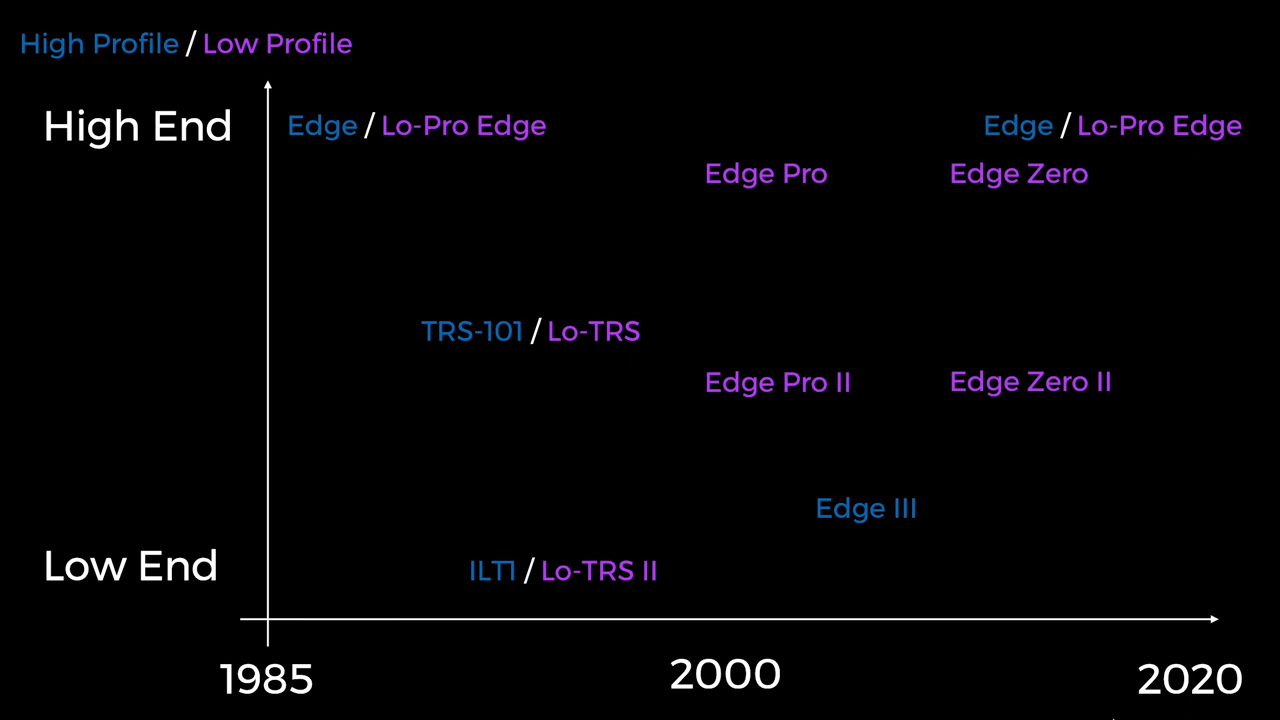 High Profile / Low Profile
High End
Edge / Lo-Pro Edge
Edge / Lo-Pro Edge
Edge Pro
Edge Zero
TRS-101 / Lo-TRS
Edge Pro II
Edge Zero II
Edge III
Low End
ILT1 / Lo-TRS II
1985
2000
2020